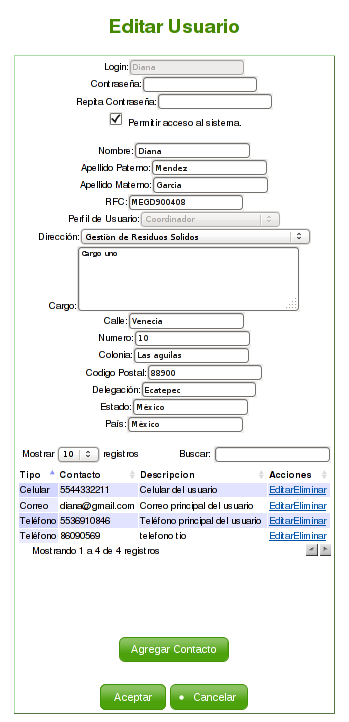 Editar Usuario
Login: Diana
Contraseña:
Repita Contraseña:
Permitir acceso al sistema.
Nombre: Diana
Apellido Paterno: Mendez
Apellido Materno: Garcia
RFC: MEGD900408
Perfil de Usuario: Coordinador
Dirección: Gestiòn de Residuos Solidos
Cargo uno
Cargo:
Calle: Venecia
Numero: 10
Colonia: Las aguilas
Codigo Postal: 88900
Delegación: Ecatepec
Estado: México
País: México
Mostrar 10 registros Buscar:
Tipo Contacto Descripcion Acciones
Celular 5544332211 Celular del usuario EditarEliminar
Correo diana@gmail.com Correo principal del usuario EditarEliminar
Teléfono 5536910846 Teléfono principal del usuario EditarEliminar
Teléfono 86090569 telefono tio EditarEliminar
Mostrando 1 a 4 de 4 registros
Agregar Contacto
Aceptar Cancelar